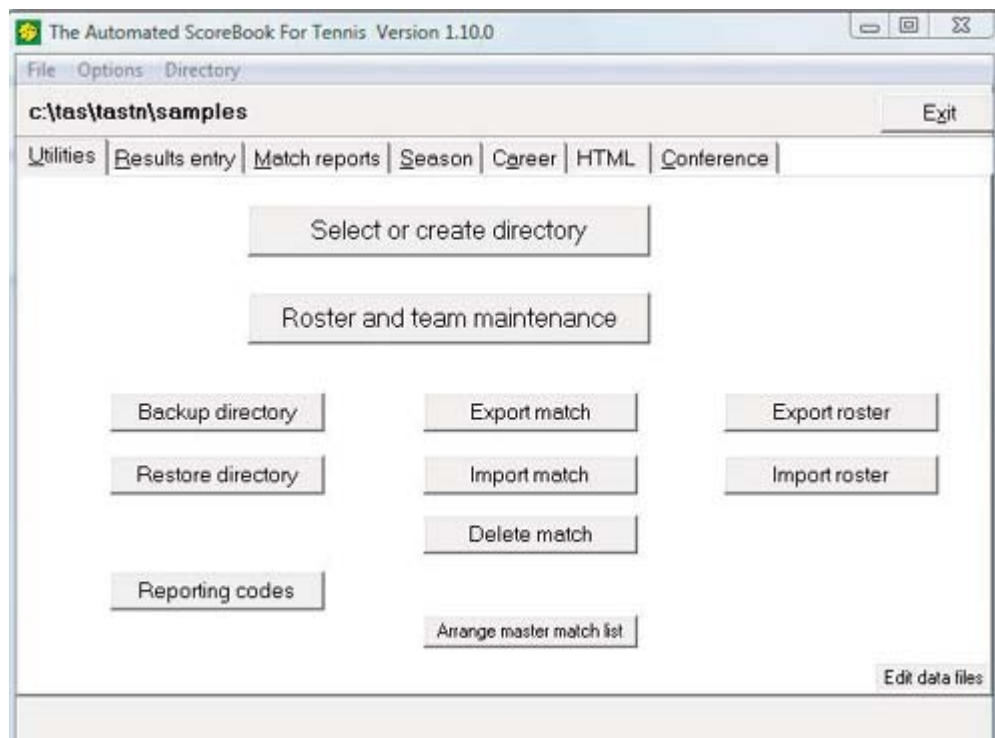 The Automated ScoreBook For Tennis Version 1.10.0
File Options Directory
c:\tas\tastn\samples
Exit
Utilities Results entry Match reports Season Career HTML Conference
Select or create directory
Roster and team maintenance
Backup directory Export match Export roster
Restore directory Import match Import roster
Delete match
Reporting codes
Arrange master match list
Edit data files